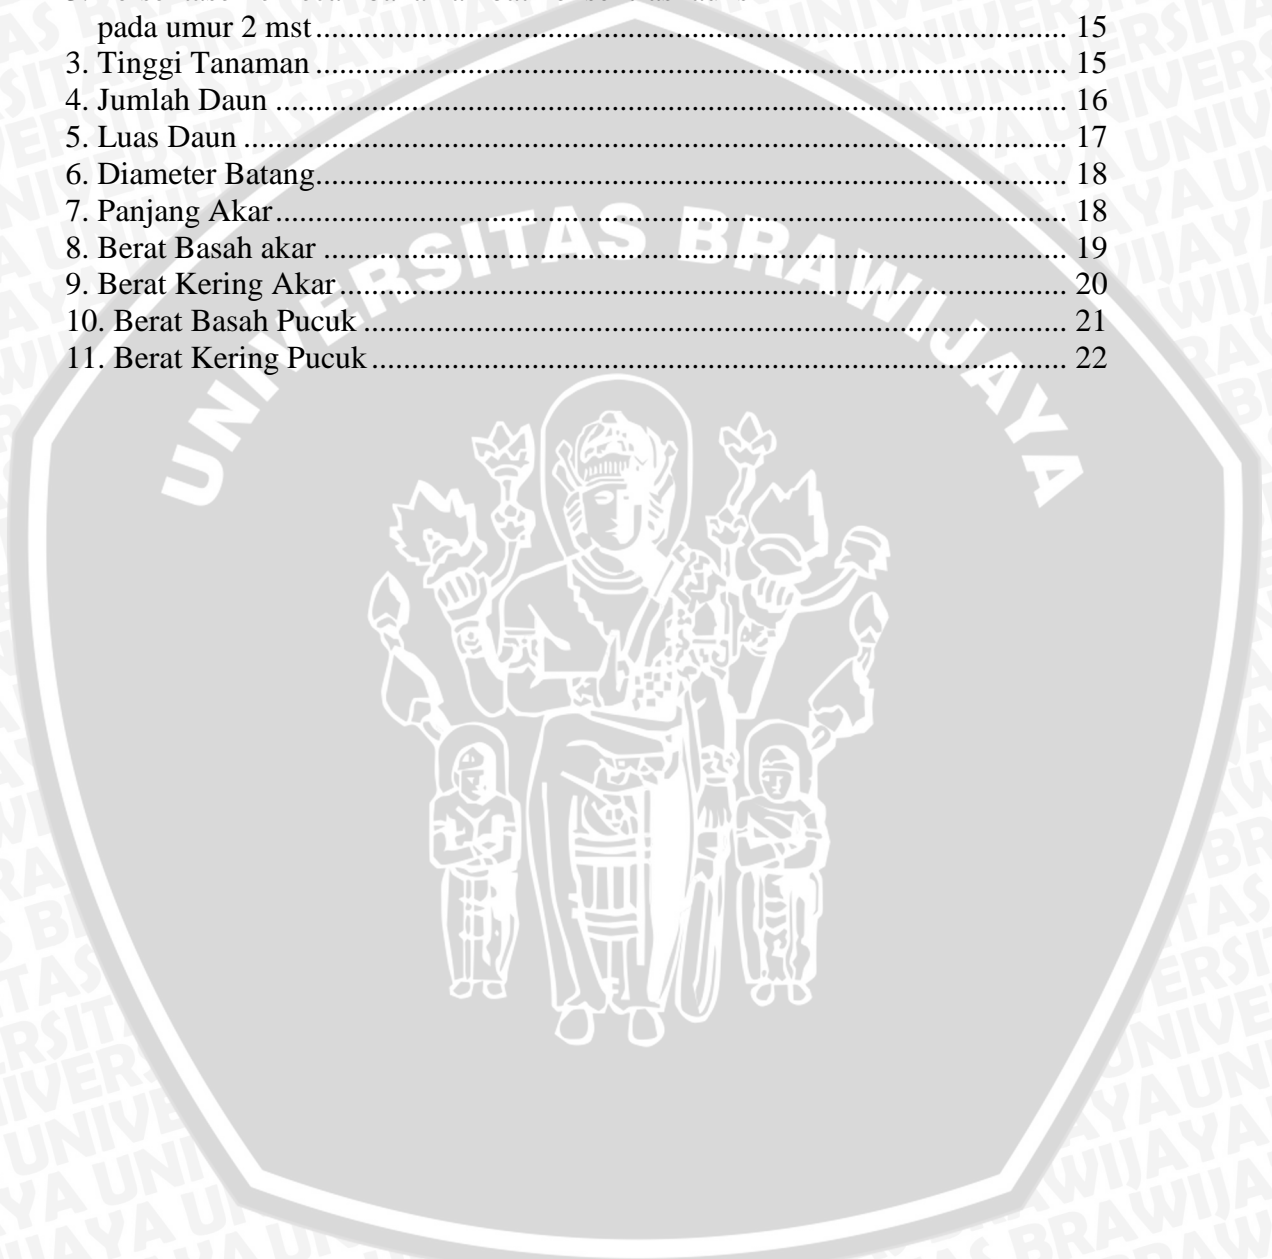 pada umur 2 mst.............................................................................................. 15
3. Tinggi Tanaman.............................................................................................. 15
4. Jumlah Daun ................................................................................................... 16
5. Luas Daun ....................................................................................................... 17
6. Diameter Batang.............................................................................................. 18
7. Panjang Akar................................................................................................... 18
8. Berat Basah akar ............................................................................................. 19
9. Berat Kering Akar........................................................................................... 20
10. Berat Basah Pucuk ........................................................................................ 21
11. Berat Kering Pucuk....................................................................................... 22
UNIVERSITAS BRAWIJAYA